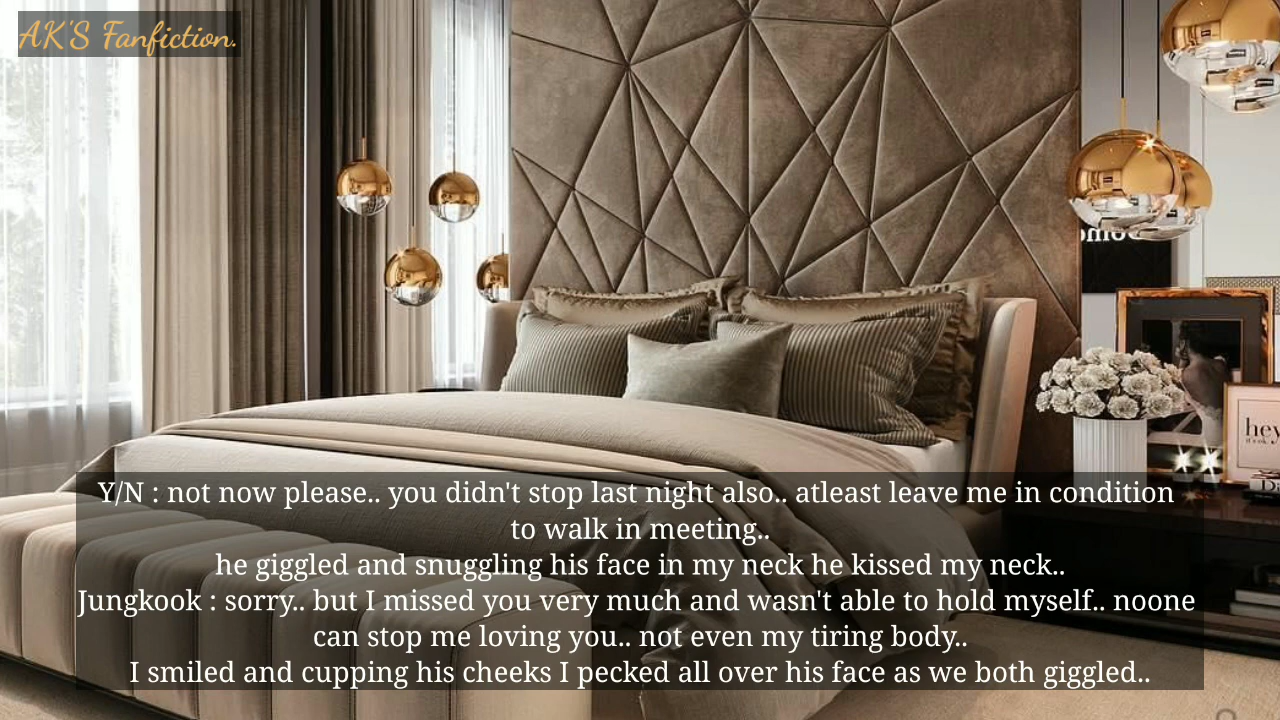 AK'S Fanfiction.
hey
Y/N : not now please.. you didn't stop last night also.. atleast leave me in condition
to walk in meeting..
he giggled and snuggling his face in my neck he kissed my neck..
Jungkook : sorry.. but I missed you very much and wasn't able to hold myself.. noone
can stop me loving you.. not even my tiring body..
I smiled and cupping his cheeks I pecked all over his face as we both giggled..